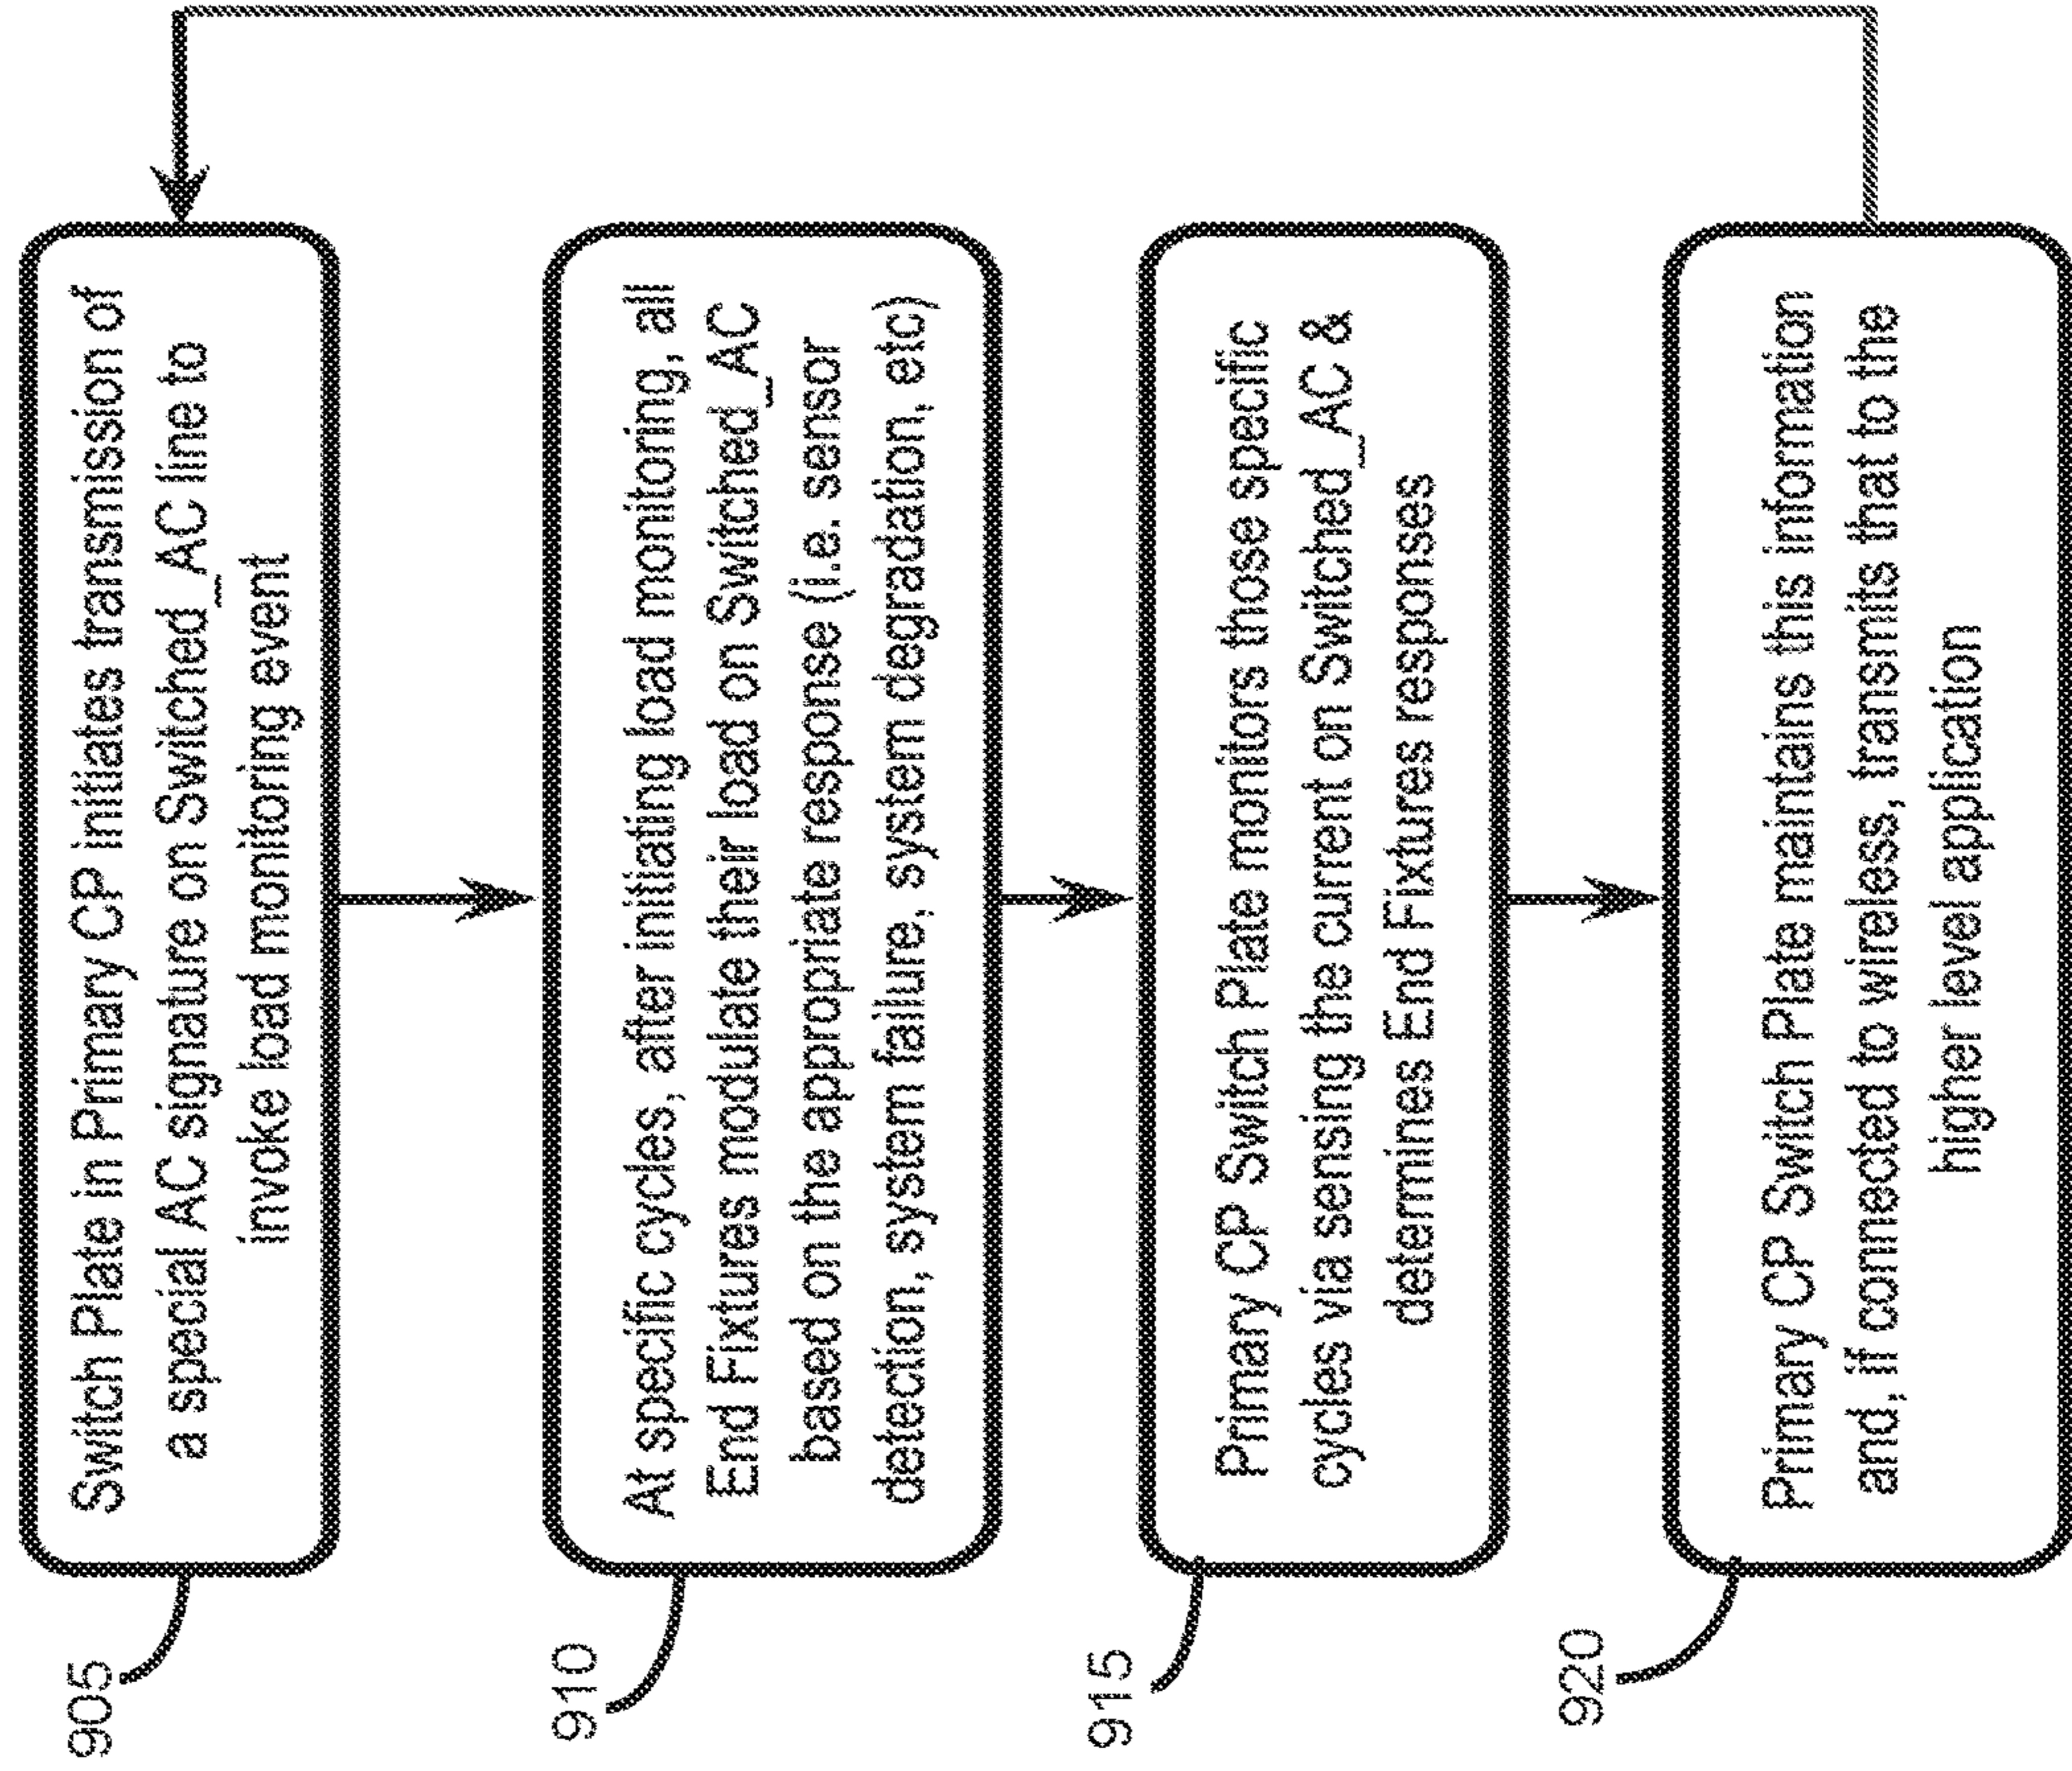 905
Switch Plate in Primary CP initiates transmission of
a special AC signature on Switched_AC line to
invoke load monitoring event
910
At specific cycles, after initiating load monitoring, all
End Fixtures modulate their load on Switched_AC
based on the appropriate response (i.e. sensor
detection, system failure, system degradation, etc)
915
Primary CP Switch Plate monitors those specific
cycles via sensing the current on Switched_AC &
determines End Fixtures responses
920
Primary CP Switch Plate maintains this information
and, if connected to wireless, transmits that to the
higher level application